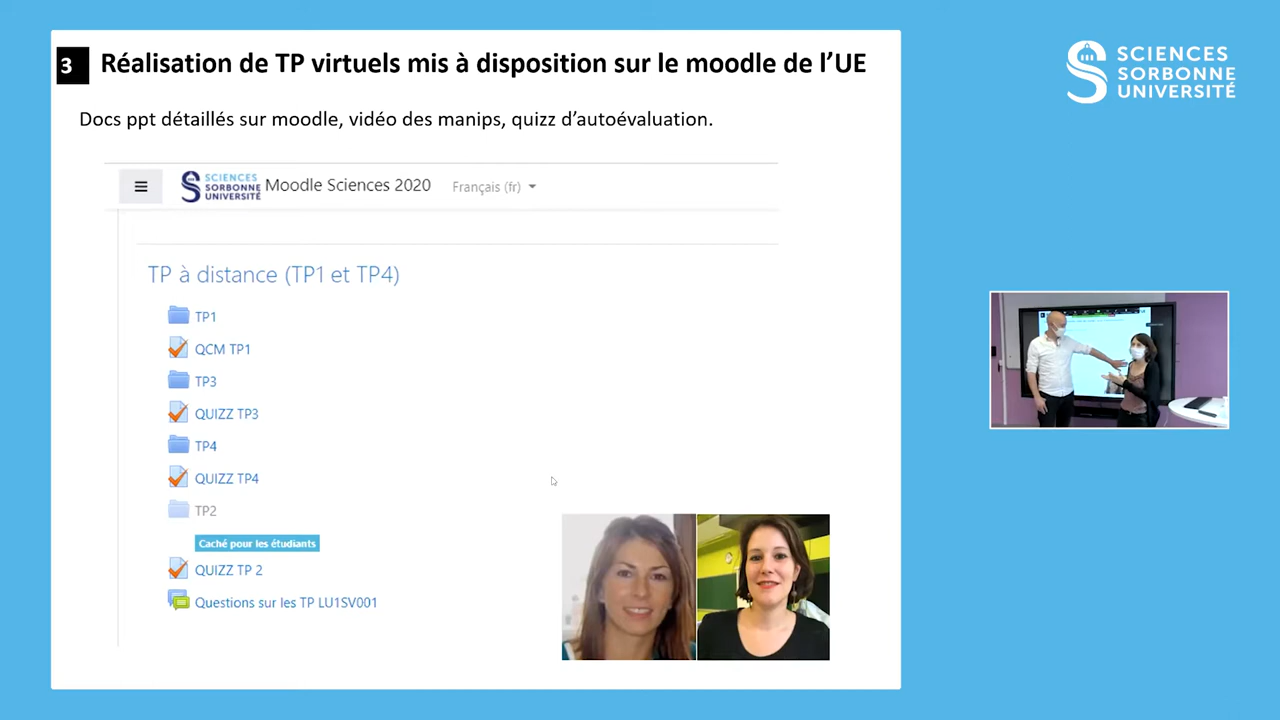 3 Réalisation de TP virtuels mis à disposition sur le moodle de l’UE
Docs ppt détaillés sur moodle, vidéo des manips, quizz d’autoévaluation.
SCIENCES
SORBONNE
UNIVERSITÉ
SCIENCES
SORBONNE
UNIVERSITÉ
Moodle Sciences 2020 Français (fr)
TP à distance (TP1 et TP4)
TP1
QCM TP1
TP3
QUIZZ TP3
TP4
QUIZZ TP4
TP2
Caché pour les étudiants
QUIZZ TP 2
Questions sur les TP LU1SV001